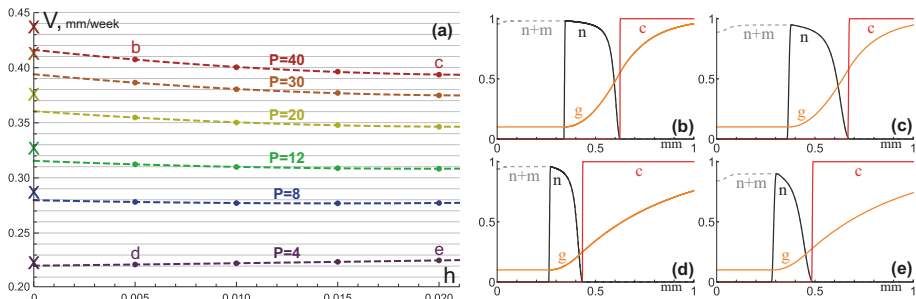 V, mm/week
(a)
0.45
0.40
0.35
0.30
0.25
0.20
X
X
X
X
X
X
b
P=40
c
P=30
P=20
P=12
P=8
d
P=4
e
h
0.005
0.010
0.015
0.020
1
0.5
0
n+m
n
c
g
(b)
0.5
mm
1
1
0.5
0
n+m
n
c
g
(c)
0.5
mm
1
1
0.5
0
n+m
n
c
g
(d)
0.5
mm
1
1
0.5
0
n+m
n
c
g
(e)
0.5
mm
1